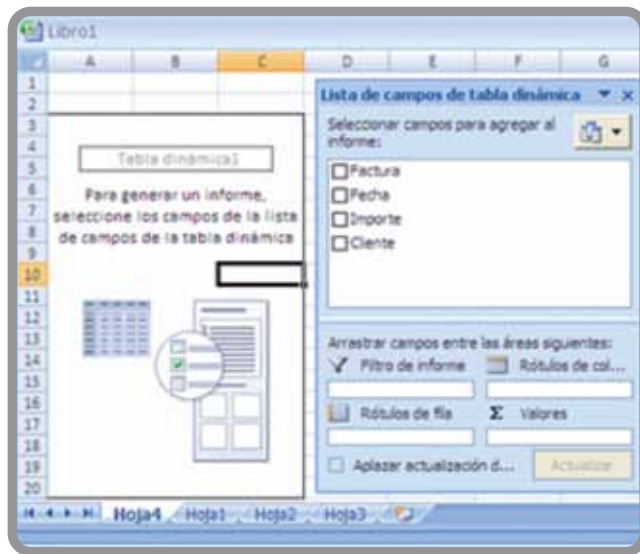 Libro1
A B C D E F G
1
2
3
4
5
6
7
8
9
10
11
12
13
14
15
16
17
18
19
20
Tabla dinámica1
Para generar un informe,
seleccione los campos de la lista
de campos de la tabla dinámica
Lista de campos de tabla dinámica
Seleccionar campos para agregar al
informe:
Factura
Fecha
Importe
Cliente
Arrastrar campos entre las áreas siguientes:
Filtro de informe
Rótulos de col...
Rótulos de fila
Σ Valores
Aplazar actualización d...
Actualizar
Hoja4 Hoja1 Hoja2 Hoja3